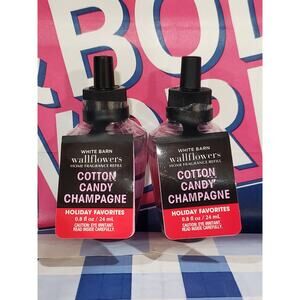 BOL
WHITE BARN
wallflowers
HOME FRAGRANCE REFILL
COTTON
CANDY
CHAMPAGNE
HOLIDAY FAVORITES
0.8 fl oz / 24 mL
CAUTION: EYE IRRITANT.
READ INSIDE CAREFULLY.
WHITE BARN
wallflowers
HOME FRAGRANCE REFILL
COTTON
CANDY
CHAMPAGNE
HOLIDAY FAVORITES
0.8 fl oz / 24 mL
CAUTION: EYE IRRITANT.
READ INSIDE CAREFULLY.